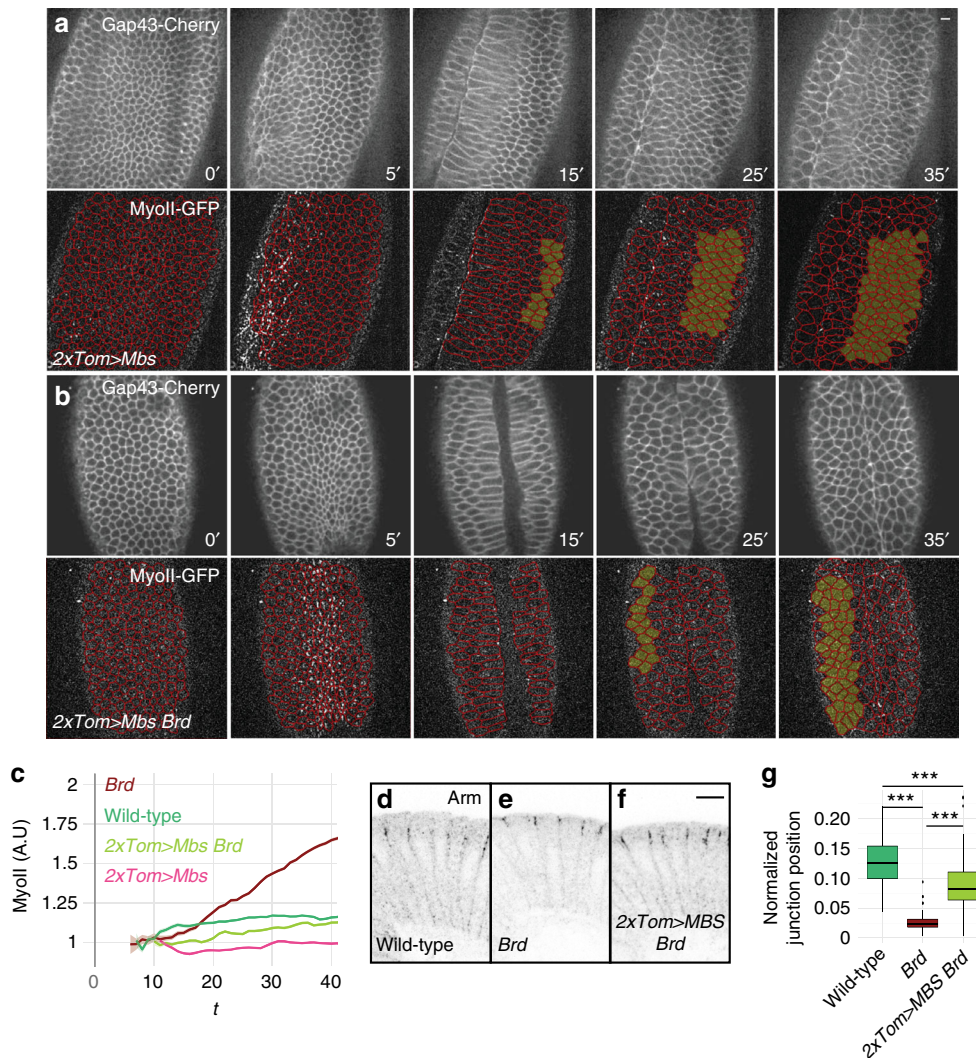 a
Gap43-Cherry
0′
5′
15′
25′
35′
MyoII-GFP
2xTom>Mbs
b
Gap43-Cherry
0′
5′
15′
25′
35′
MyoII-GFP
2xTom>Mbs Brd
c
MyoII (A.U)
2
1.75
1.5
1.25
1
Brd
Wild-type
2xTom>Mbs Brd
2xTom>Mbs
0
10
20
30
40
t
d
Arm
Wild-type
e
Brd
f
2xTom>MBS
Brd
g
Normalized
junction position
0.20
0.15
0.10
0.05
0
***
***
***
Wild-type
Brd
2xTom>MBS Brd